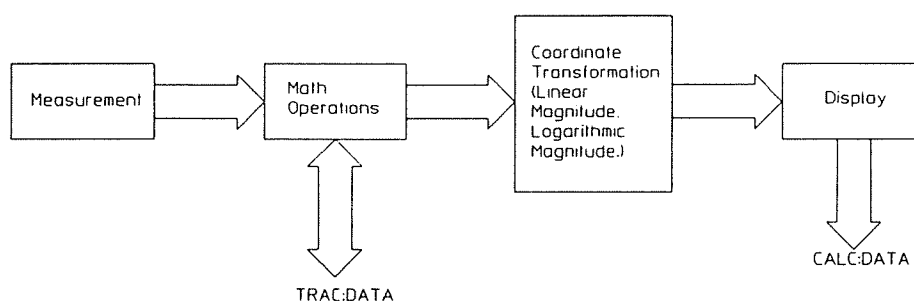 Measurement
Math
Operations
Coordinate
Transformation
(Linear
Magnitude,
Logarithmic
Magnitude,)
Display
TRAC:DATA
CALC:DATA